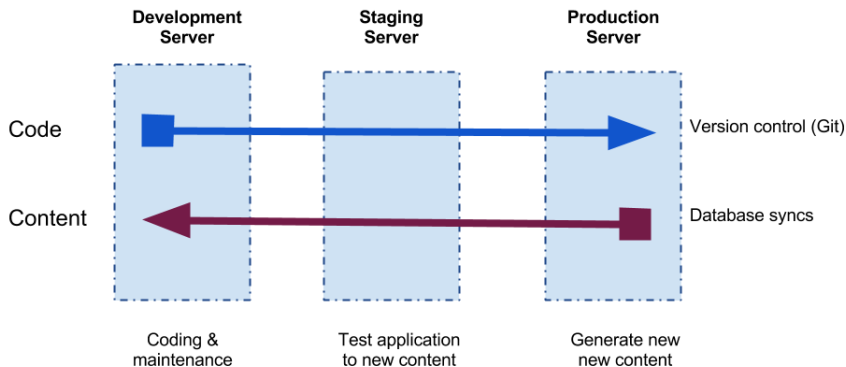 Development
Server
Staging
Server
Production
Server
Code
Version control (Git)
Content
Database syncs
Coding &
maintenance
Test application
to new content
Generate new
new content